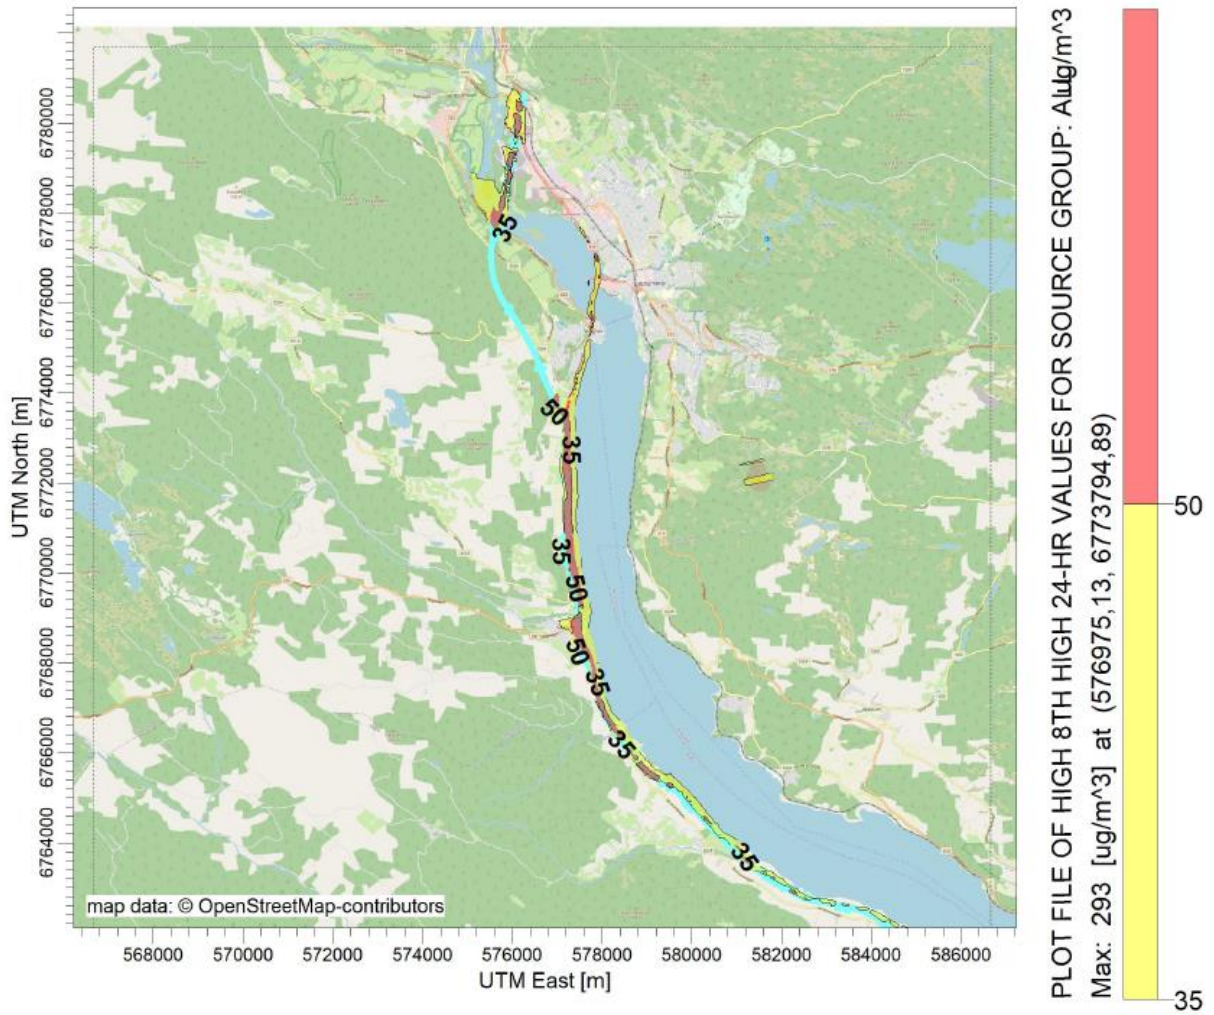 6780000
6778000
6776000
6774000
6772000
6770000
6768000
6766000
6764000
UTM North [m]
35
50
35
35
50
50
35
35
35
map data: © OpenStreetMap-contributors
568000 570000 572000 574000 576000 578000 580000 582000 584000 586000
UTM East [m]
PLOT FILE OF HIGH 8TH HIGH 24-HR VALUES FOR SOURCE GROUP: ALL
ug/m^3
Max: 293 [ug/m^3] at (576975,13, 6773794,89)
50
35